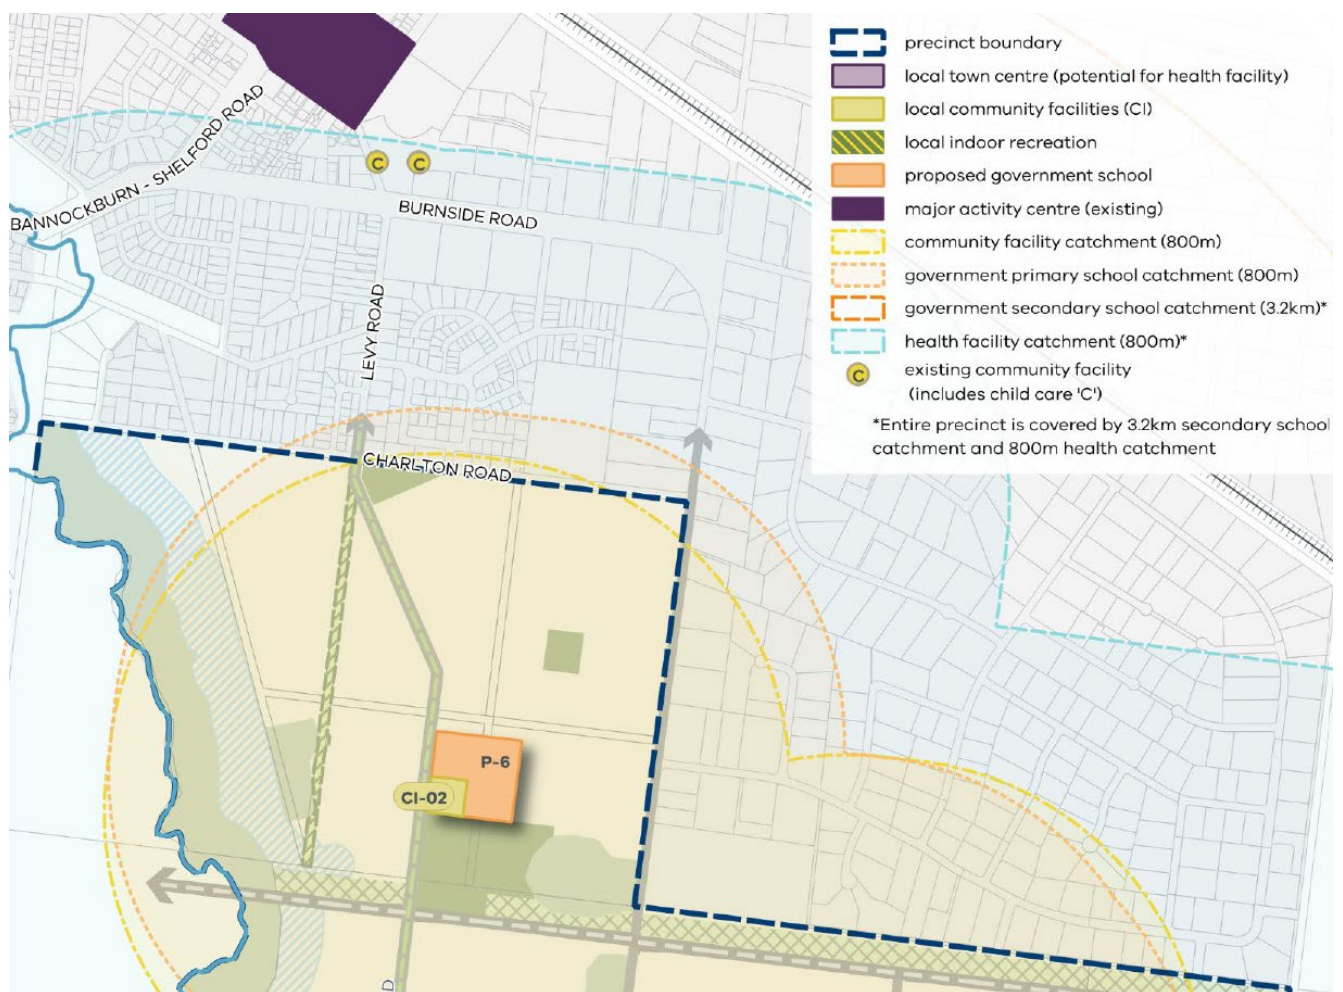 precinct boundary
local town centre (potential for health facility)
local community facilities (CI)
local indoor recreation
proposed government school
major activity centre (existing)
community facility catchment (800m)
government primary school catchment (800m)
government secondary school catchment (3.2km)*
health facility catchment (800m)*
C
existing community facility
(includes child care 'C')
*Entire precinct is covered by 3.2km secondary school
catchment and 800m health catchment
BANNOCKBURN - SHELFORD ROAD
C
C
BURNSIDE ROAD
LEVY ROAD
CHARLTON ROAD
P-6
CI-02
D